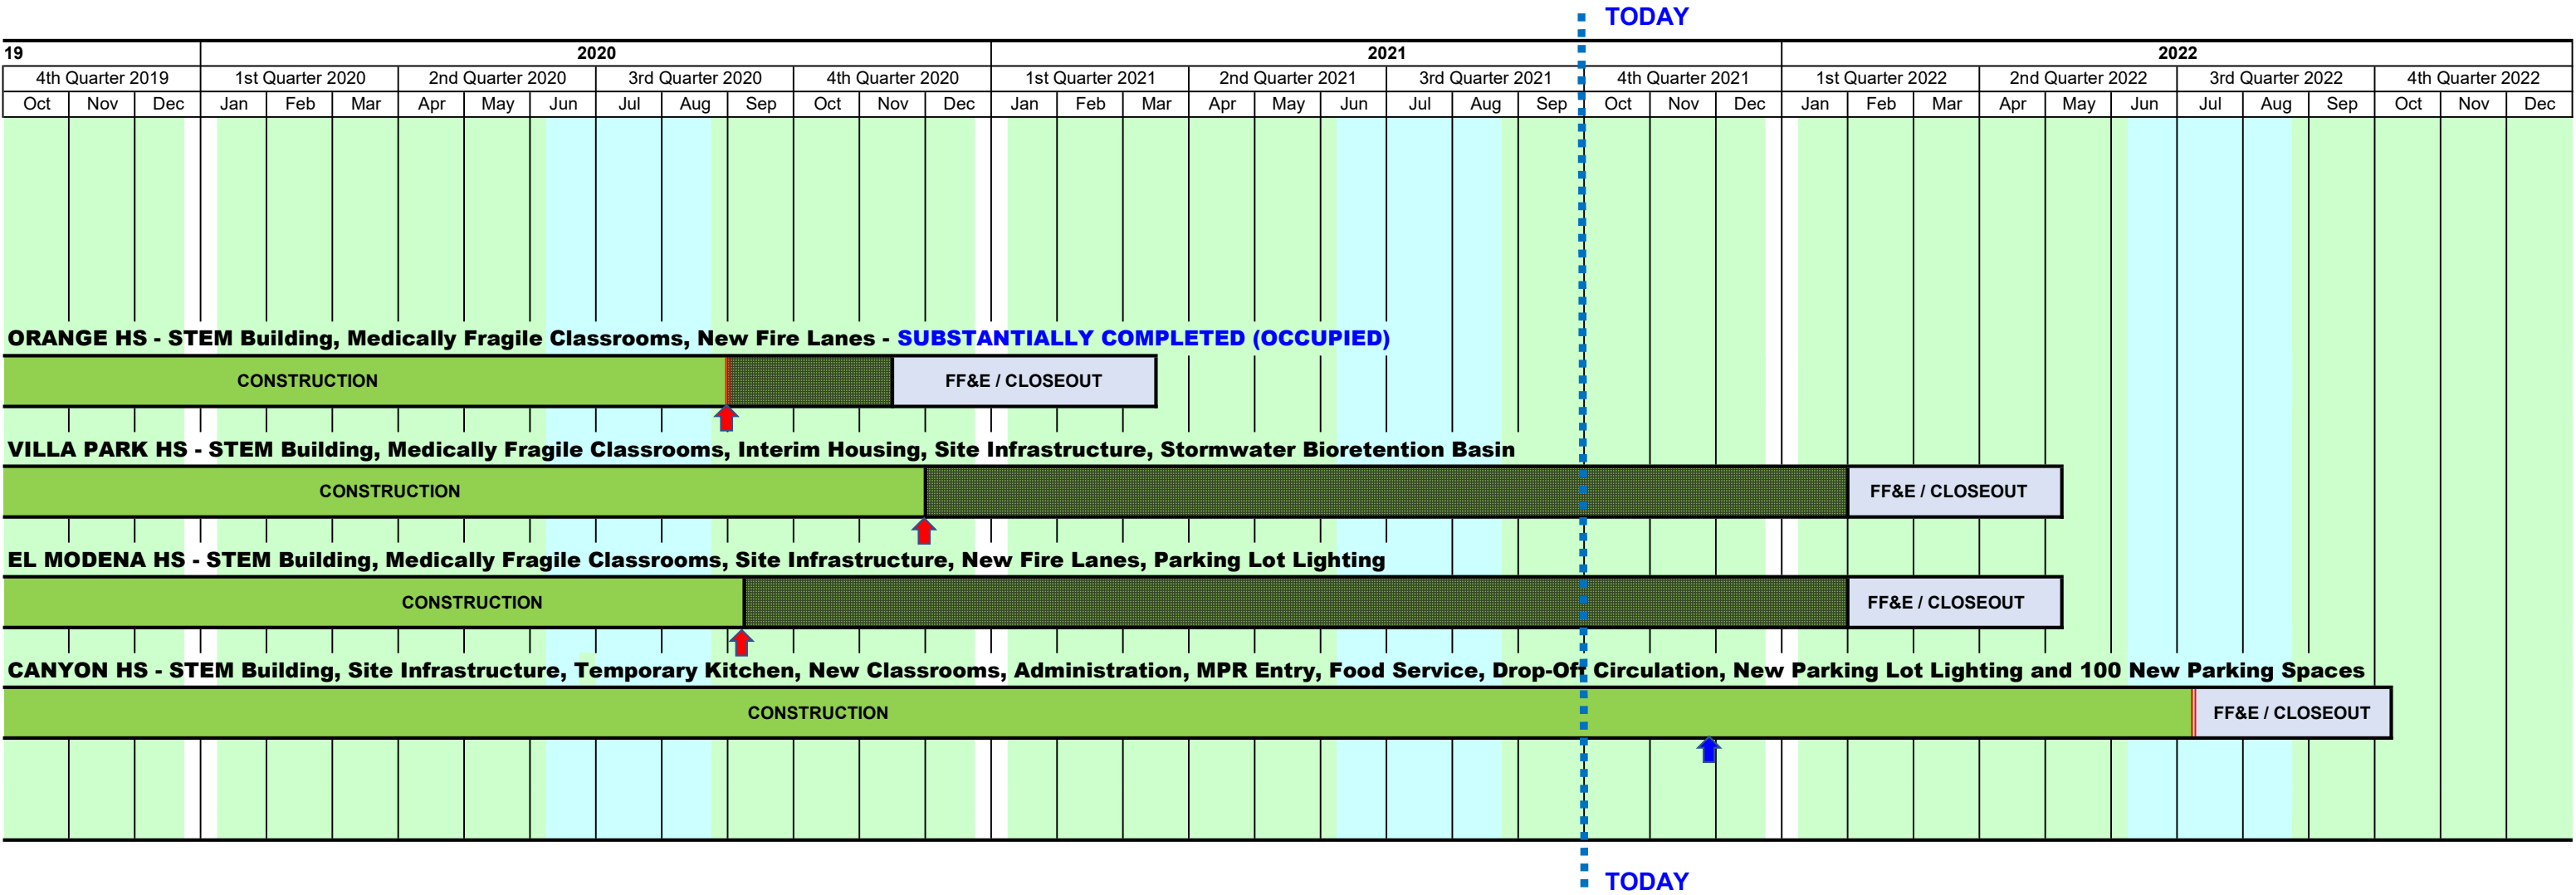 TODAY
19 2020 2021 2022
4th Quarter 2019 1st Quarter 2020 2nd Quarter 2020 3rd Quarter 2020 4th Quarter 2020 1st Quarter 2021 2nd Quarter 2021 3rd Quarter 2021 4th Quarter 2021 1st Quarter 2022 2nd Quarter 2022 3rd Quarter 2022 4th Quarter 2022
Oct Nov Dec Jan Feb Mar Apr May Jun Jul Aug Sep Oct Nov Dec Jan Feb Mar Apr May Jun Jul Aug Sep Oct Nov Dec Jan Feb Mar Apr May Jun Jul Aug Sep Oct Nov Dec
ORANGE HS - STEM Building, Medically Fragile Classrooms, New Fire Lanes - SUBSTANTIALLY COMPLETED (OCCUPIED)
CONSTRUCTION FF&E / CLOSEOUT
VILLA PARK HS - STEM Building, Medically Fragile Classrooms, Interim Housing, Site Infrastructure, Stormwater Bioretention Basin
CONSTRUCTION FF&E / CLOSEOUT
EL MODENA HS - STEM Building, Medically Fragile Classrooms, Site Infrastructure, New Fire Lanes, Parking Lot Lighting
CONSTRUCTION FF&E / CLOSEOUT
CANYON HS - STEM Building, Site Infrastructure, Temporary Kitchen, New Classrooms, Administration, MPR Entry, Food Service, Drop-Off Circulation, New Parking Lot Lighting and 100 New Parking Spaces
CONSTRUCTION FF&E / CLOSEOUT
TODAY